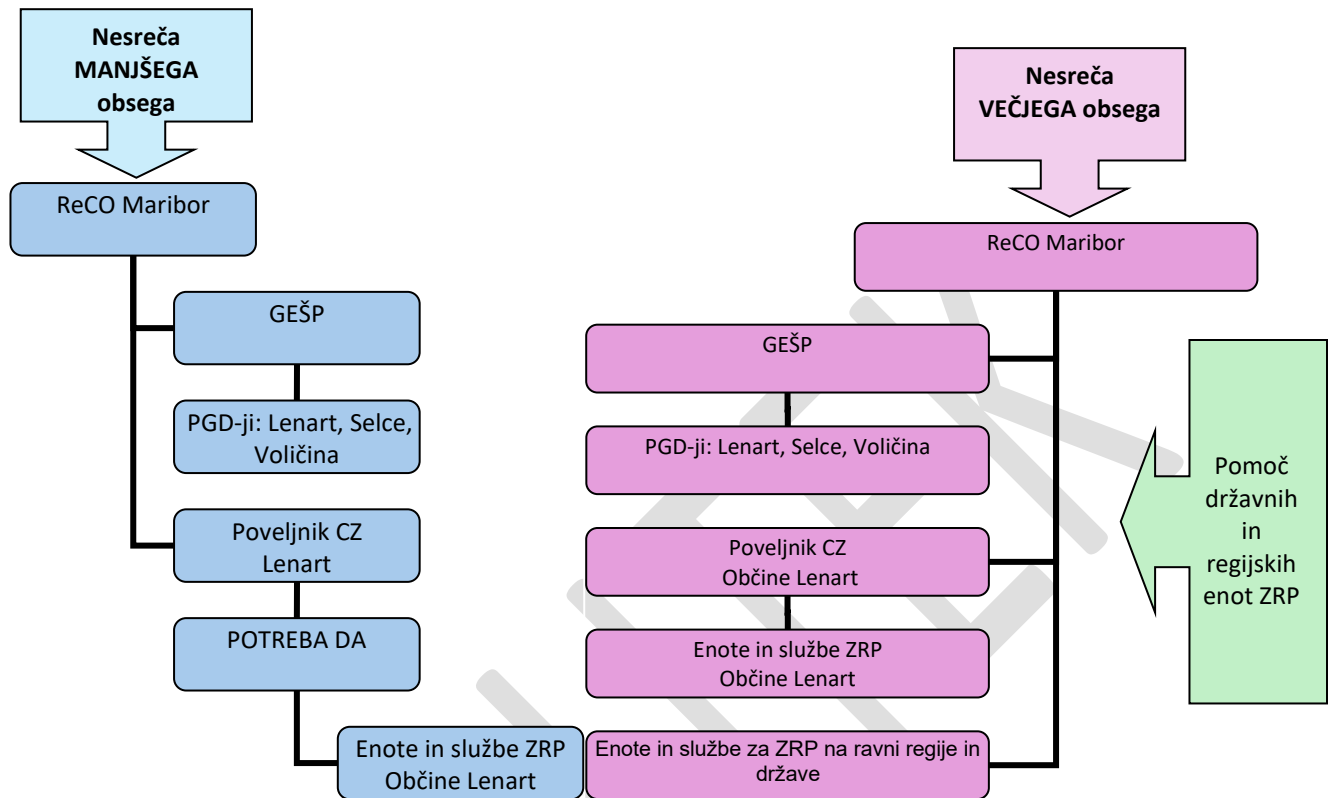 Nesreča
MANJŠEGA
obsega
ReCO Maribor
GEŠP
PGD-ji: Lenart, Selce,
Voličina
Poveljnik CZ
Lenart
POTREBA DA
Enote in službe ZRP
Občine Lenart
Nesreča
VEČJEGA obsega
ReCO Maribor
GEŠP
PGD-ji: Lenart, Selce, Voličina
Poveljnik CZ
Občine Lenart
Enote in službe ZRP
Občine Lenart
Enote in službe za ZRP na ravni regije in
države
Pomoč
državnih
in
regijskih
enot ZRP